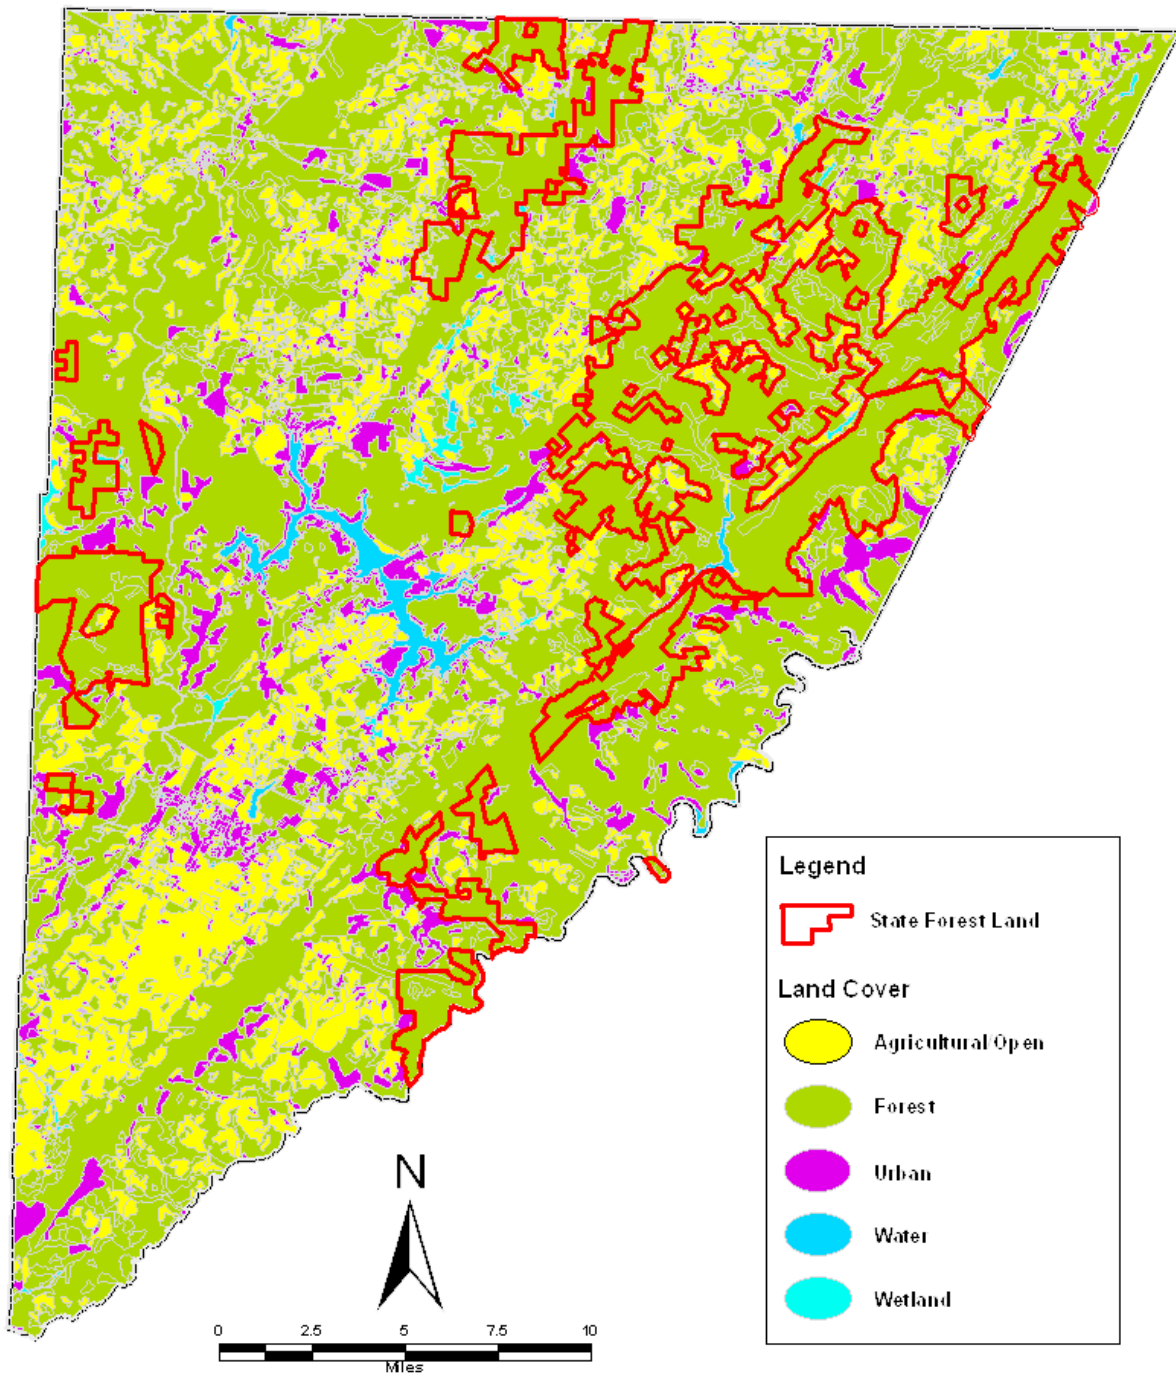 Legend
State Forest Land
Land Cover
Agricultural/Open
Forest
Urban
Water
Wetland
N
0 2.5 5 7.5 10
Miles